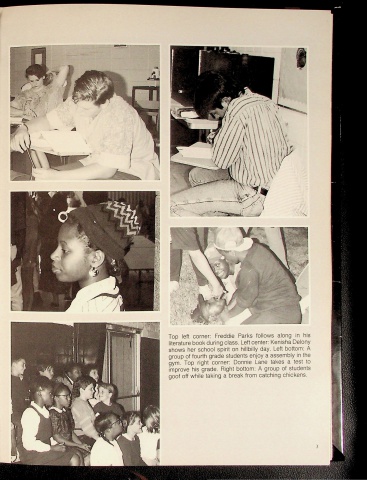 Top left corner: Freddie Parks follows along in his
literature book during class. Left center: Kenisha Detony
shows her school spirit on hillbilly day. Left bottom: A
group of fourth grade students enjoy a assembly in the
gym. Top right corner: Donnie Lane takes a test to
improve his grade. Right bottom: A group of students
goof off while taking a break from catching chickens.